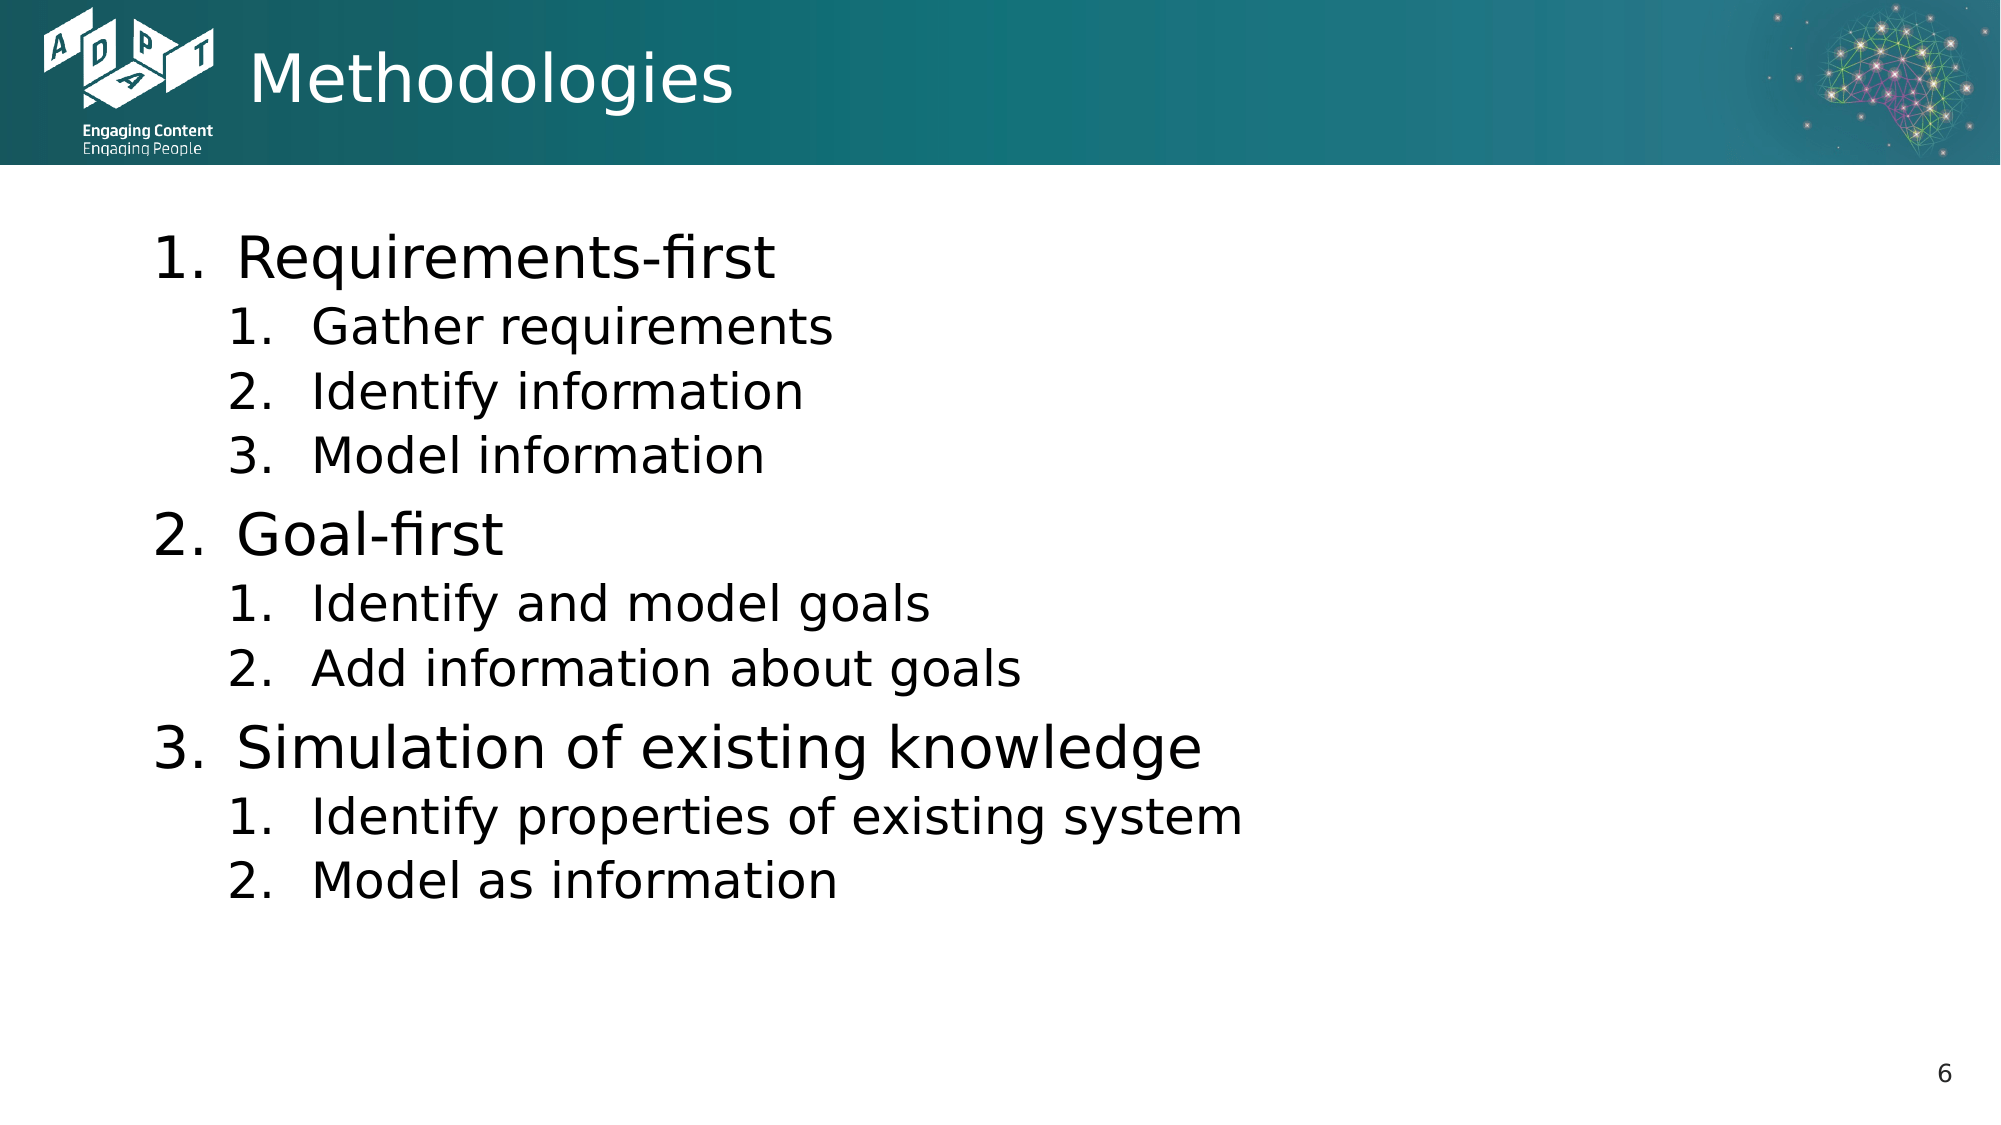 ADAPT
Methodologies
Engaging Content
Engaging People
1. Requirements-first
1. Gather requirements
2. Identify information
3. Model information
2. Goal-first
1. Identify and model goals
2. Add information about goals
3. Simulation of existing knowledge
1. Identify properties of existing system
2. Model as information
6